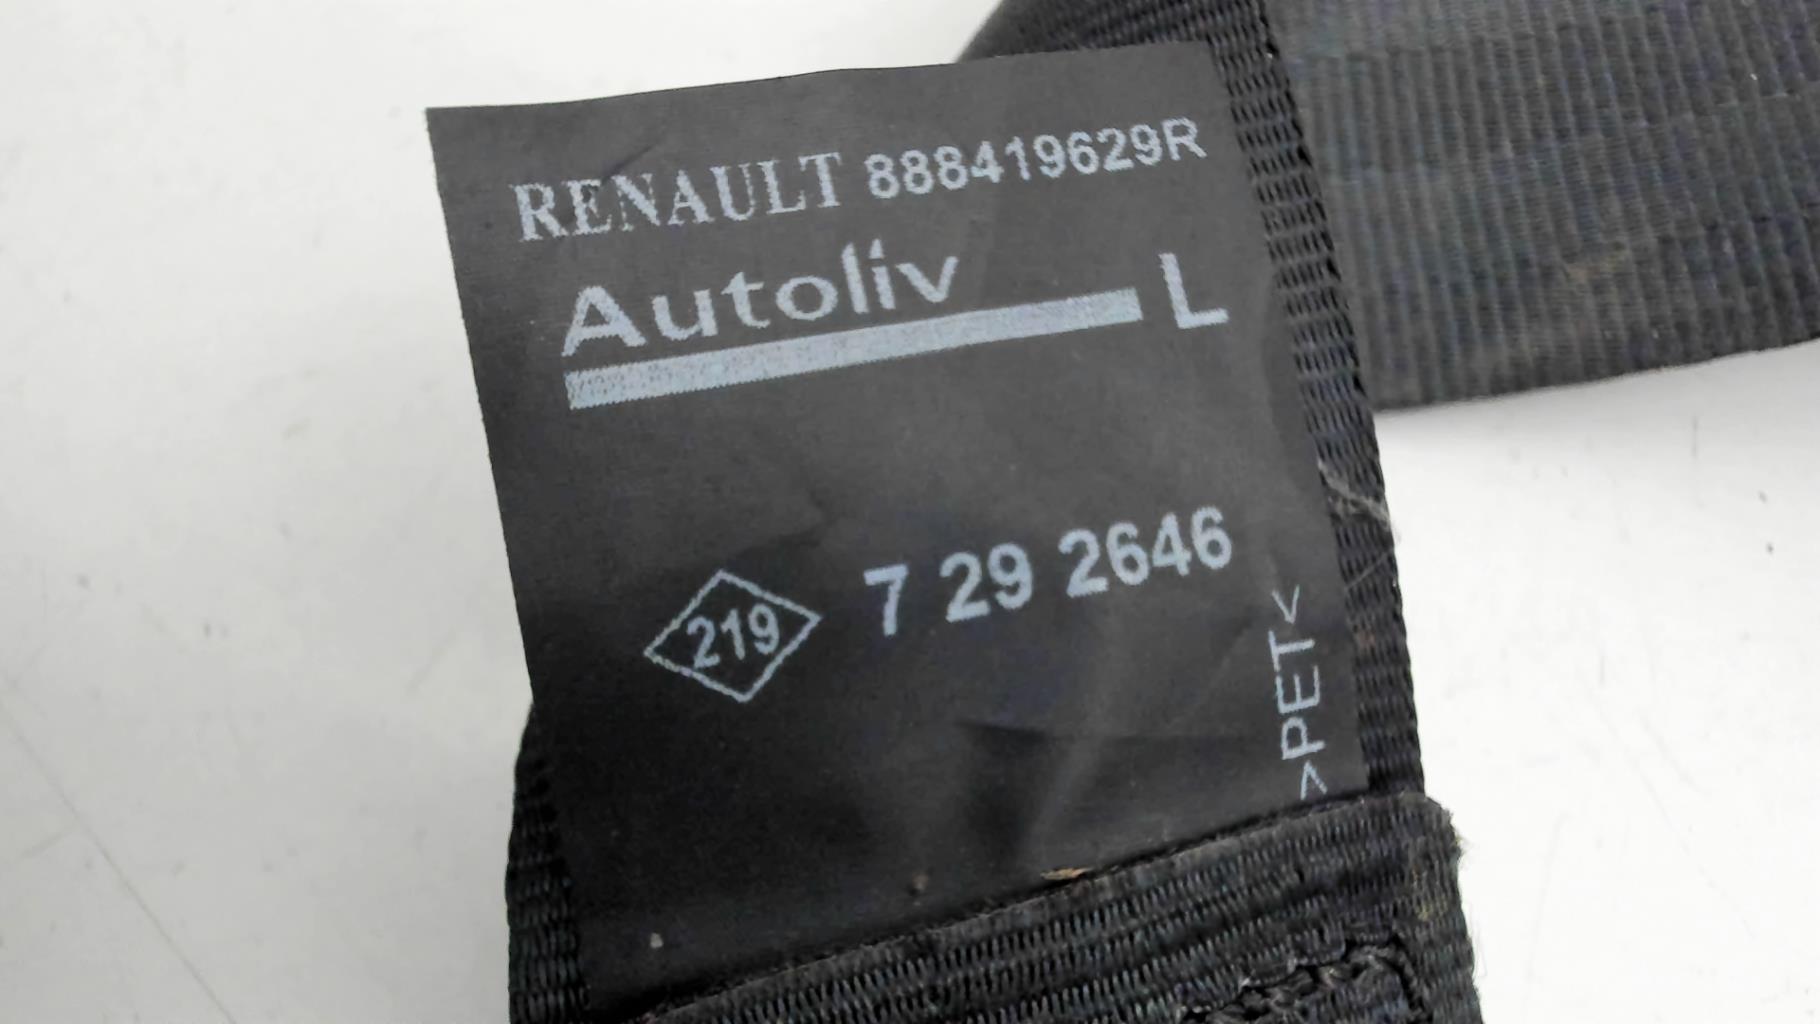 RENAULT 888419629R
Autoliv L
219 7 29 2646
>PET<